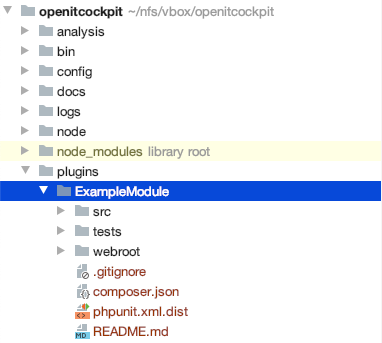 openitcockpit ~/nfs/vbox/openitcockpit
analysis
bin
config
docs
logs
node
node_modules library root
plugins
ExampleModule
src
tests
webroot
.gitignore
composer.json
phpunit.xml.dist
README.md